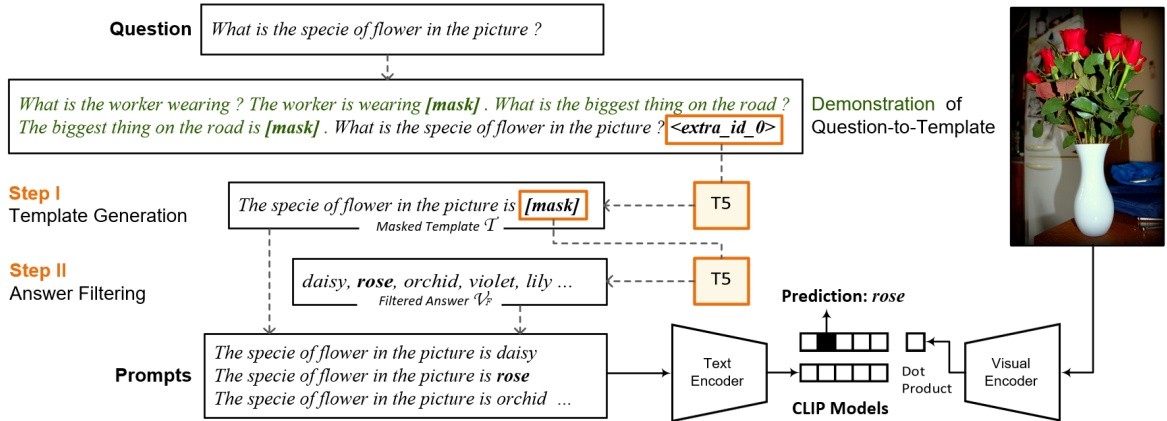 Question
What is the specie of flower in the picture ?
What is the worker wearing ? The worker is wearing [mask] . What is the biggest thing on the road ?
The biggest thing on the road is [mask] . What is the specie of flower in the picture ? <extra_id_0>
Demonstration of
Question-to-Template
Step I
Template Generation
The specie of flower in the picture is [mask]
Masked Template 𝒯
T5
Step II
Answer Filtering
daisy, rose, orchid, violet, lily ...
Filtered Answer 𝒱_F
T5
Prompts
The specie of flower in the picture is daisy
The specie of flower in the picture is rose
The specie of flower in the picture is orchid ...
Text
Encoder
Prediction: rose
Dot
Product
CLIP Models
Visual
Encoder